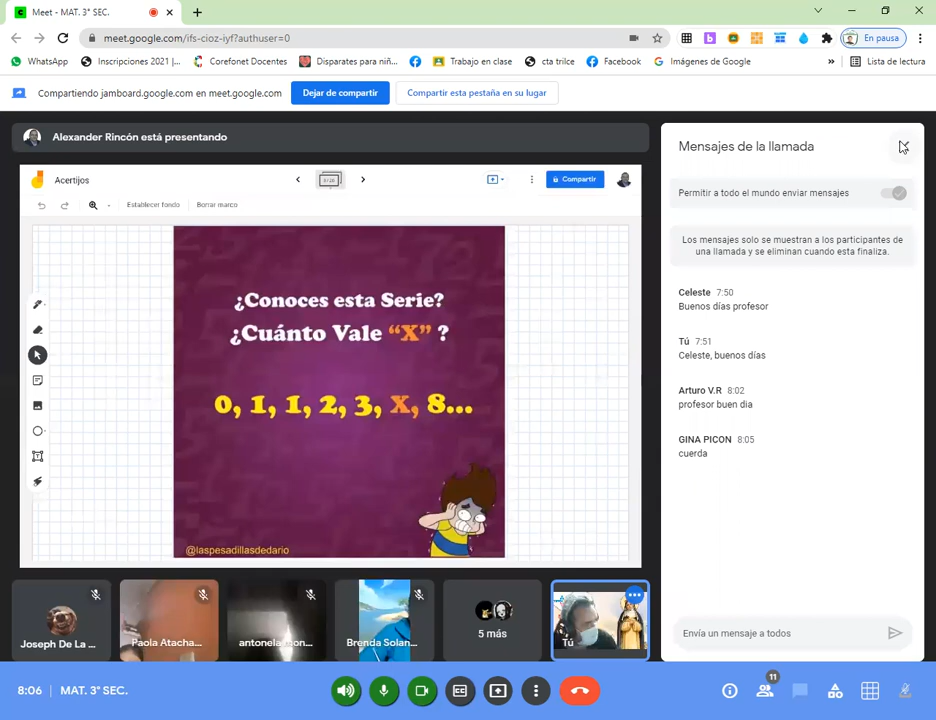 Meet - MAT. 3° SEC.
meet.google.com/ifs-cioz-iyf?authuser=0
En pausa
WhatsApp
Inscripciones 2021 |...
Corefonet Docentes
Disparates para niñ...
Trabajo en clase
cta trilce
Facebook
Imágenes de Google
»
Lista de lectura
Compartiendo jamboard.google.com en meet.google.com
Dejar de compartir
Compartir esta pestaña en su lugar
Alexander Rincón está presentando
Acertijos
Compartir
Establecer fondo
Borrar marco
¿Conoces esta Serie?
¿Cuánto Vale “X” ?
0, 1, 1, 2, 3, X, 8...
@laspesadillasdedario
Mensajes de la llamada
Permitir a todo el mundo enviar mensajes
Los mensajes solo se muestran a los participantes de
una llamada y se eliminan cuando esta finaliza.
Celeste 7:50
Buenos días profesor
Tú 7:51
Celeste, buenos días
Arturo V.R 8:02
profesor buen dia
GINA PICON 8:05
cuerda
Envía un mensaje a todos
Joseph De La ...
Paola Atacha...
Brenda Solan...
5 más
Tú
8:06
MAT. 3° SEC.
11